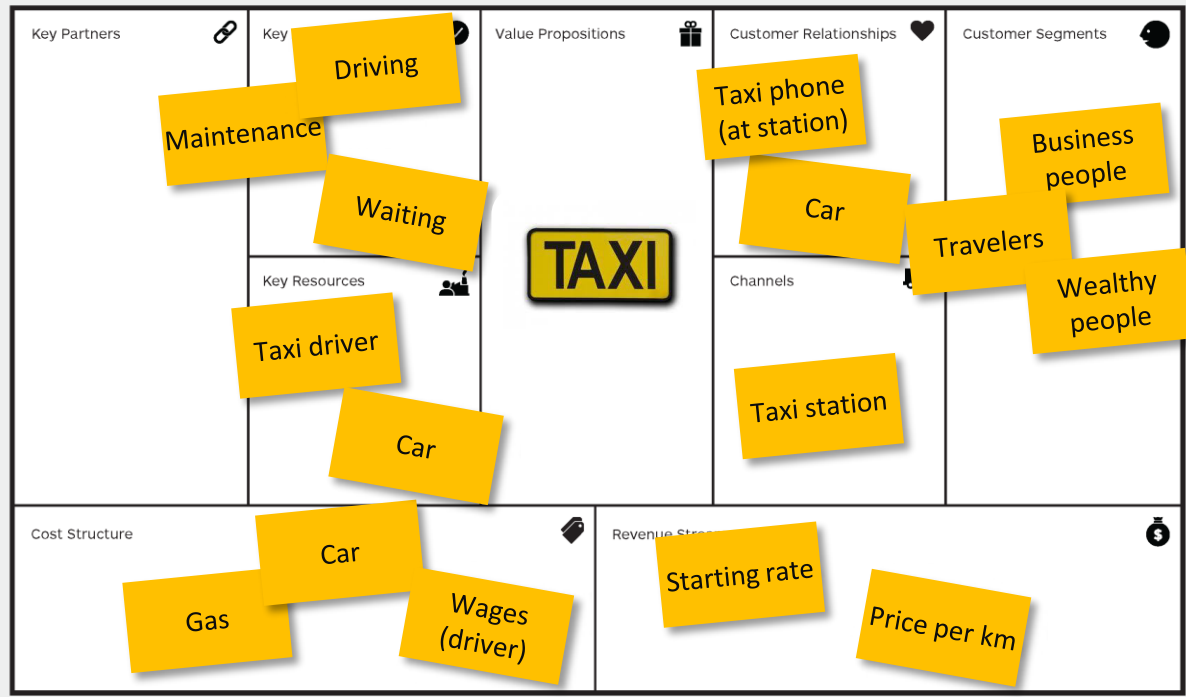 Key Partners
Key
Driving
Maintenance
Waiting
Value Propositions
TAXI
Customer Relationships
Taxi phone
(at station)
Car
Customer Segments
Business
people
Travelers
Wealthy
people
Key Resources
Taxi driver
Car
Channels
Taxi station
Cost Structure
Car
Gas
Wages
(driver)
Revenue
Starting rate
Price per km
$